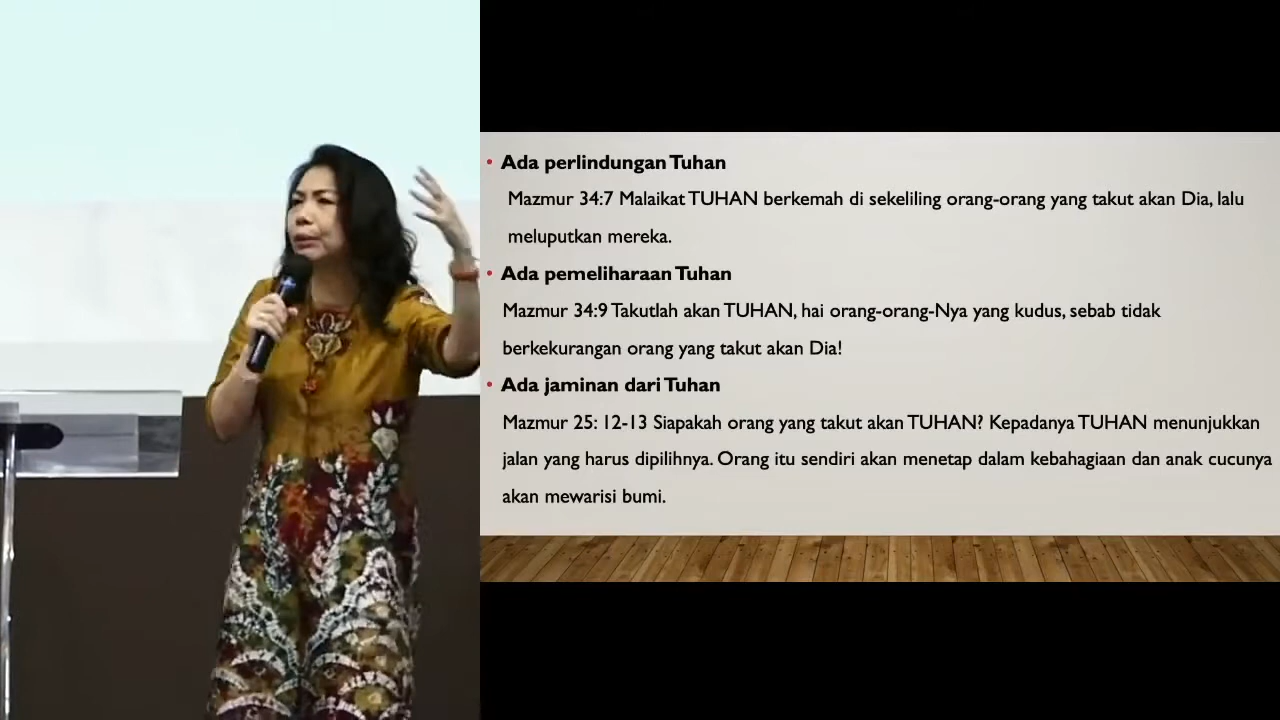 • Ada perlindungan Tuhan
Mazmur 34:7 Malaikat TUHAN berkemah di sekeliling orang-orang yang takut akan Dia, lalu
meluputkan mereka.
• Ada pemeliharaan Tuhan
Mazmur 34:9 Takutlah akan TUHAN, hai orang-orang-Nya yang kudus, sebab tidak
berkekurangan orang yang takut akan Dia!
• Ada jaminan dari Tuhan
Mazmur 25: 12-13 Siapakah orang yang takut akan TUHAN? Kepadanya TUHAN menunjukkan
jalan yang harus dipilihnya. Orang itu sendiri akan menetap dalam kebahagiaan dan anak cucunya
akan mewarisi bumi.